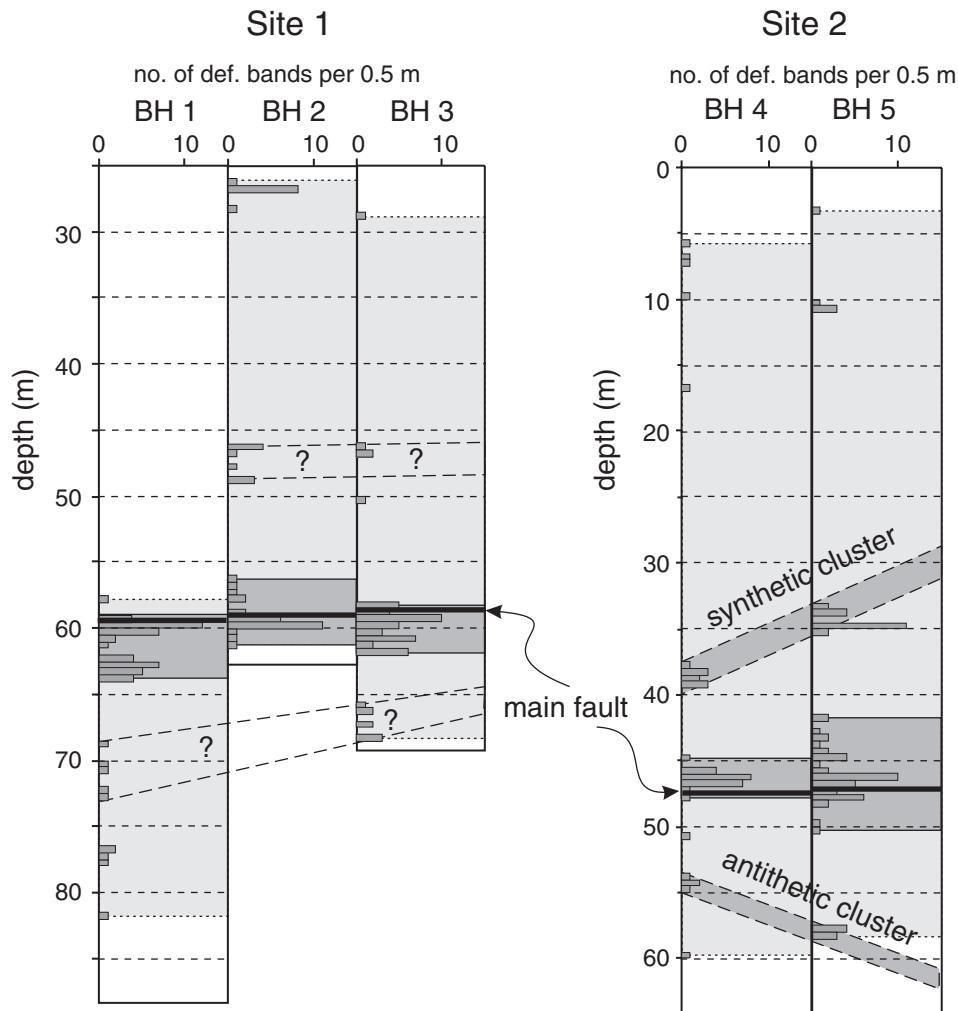 Site 1
Site 2
no. of def. bands per 0.5 m
no. of def. bands per 0.5 m
BH 1
BH 2
BH 3
BH 4
BH 5
0 10 0 10 0 10
0 10 0 10
depth (m)
30
40
50
60
70
80
?
?
?
?
main fault
depth (m)
0
10
20
30
40
50
60
synthetic cluster
antithetic cluster